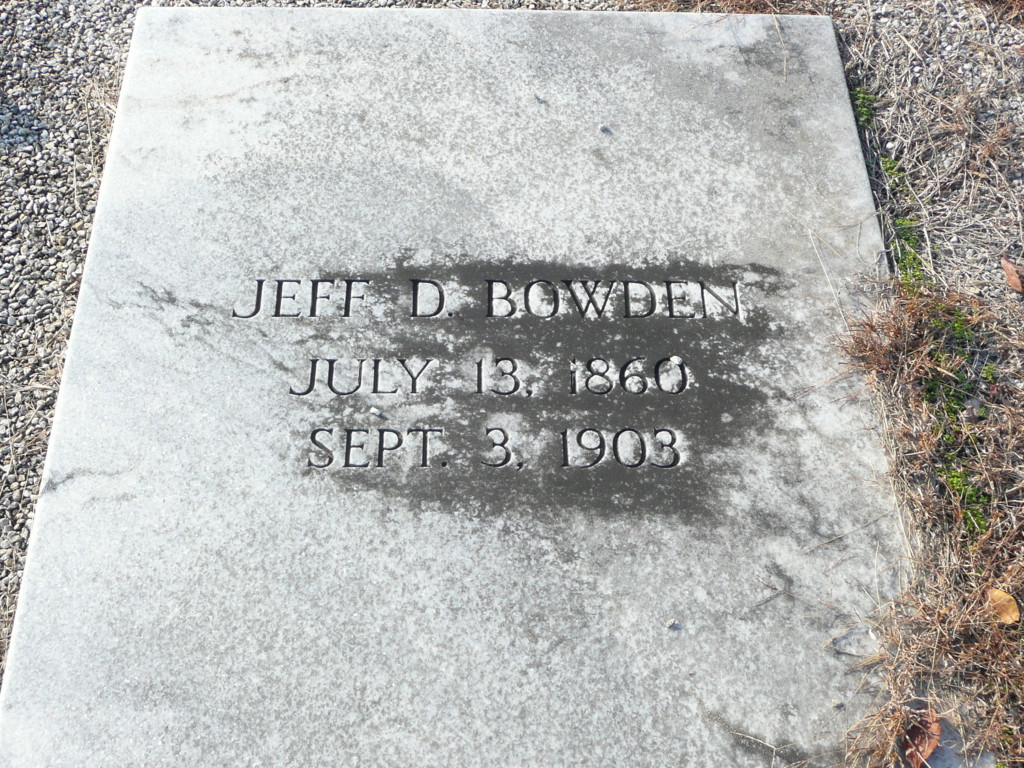 JEFF D. BOWDEN
JULY 13, 1860
SEPT. 3, 1903